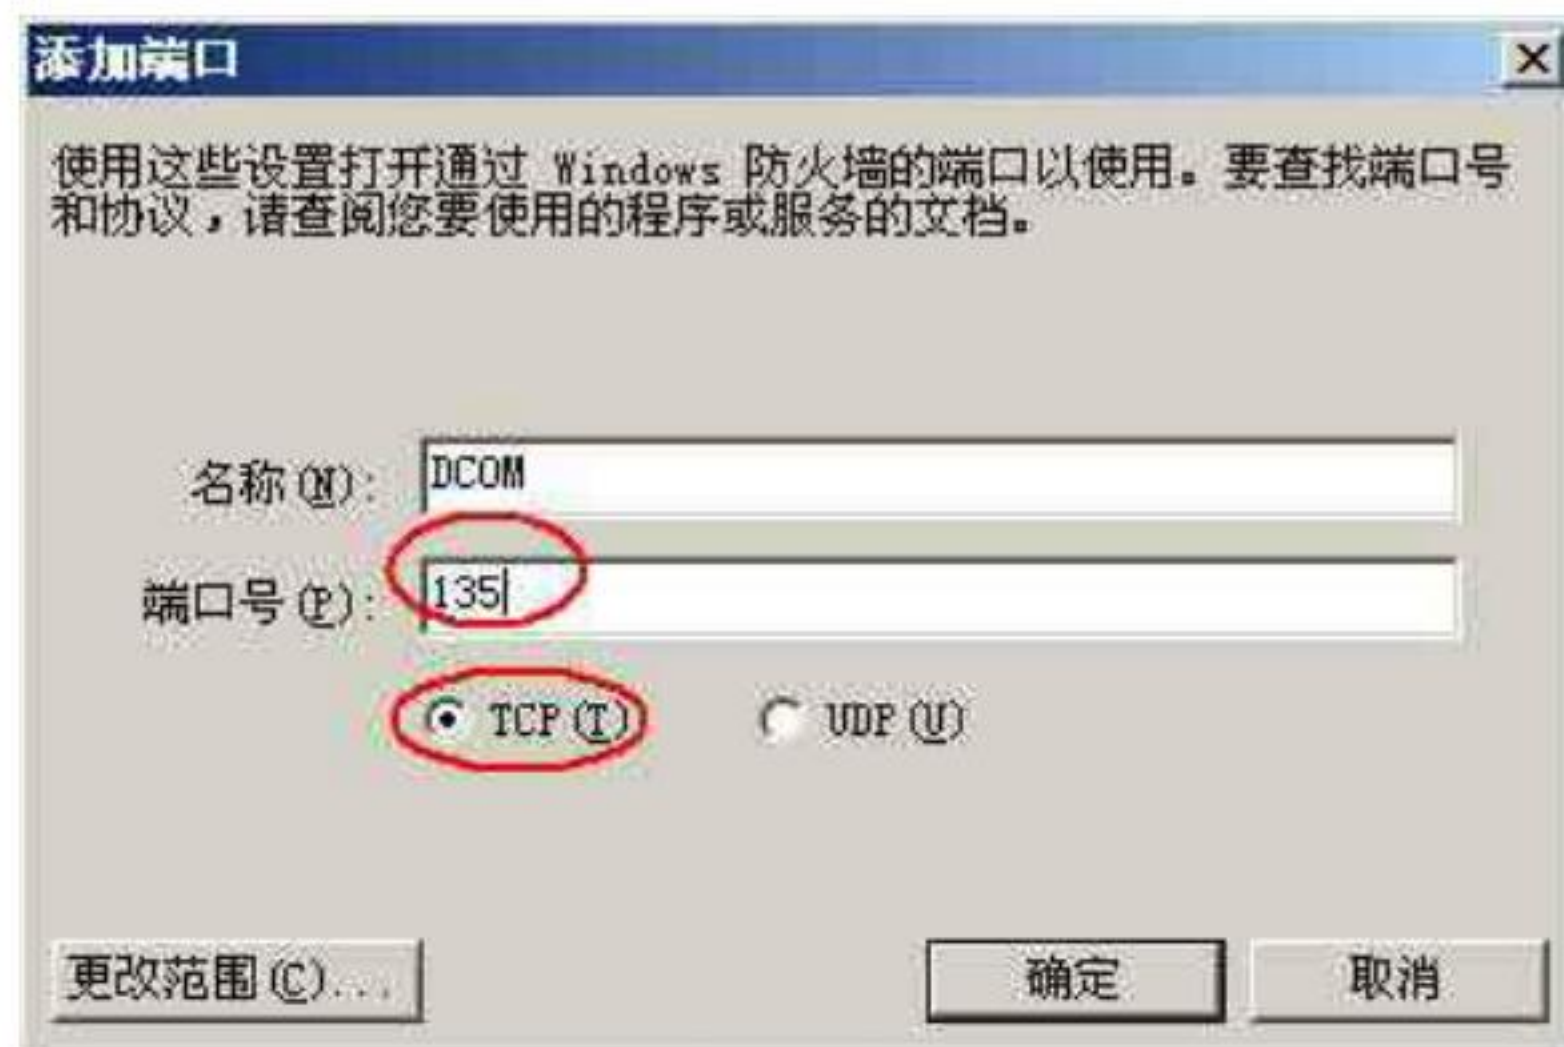 添加端口
使用这些设置打开通过 Windows 防火墙的端口以使用。要查找端口号
和协议，请查阅您要使用的程序或服务的文档。
名称(N): DCOM
端口号(P): 135
TCP(T) UDP(U)
更改范围(C)... 确定 取消